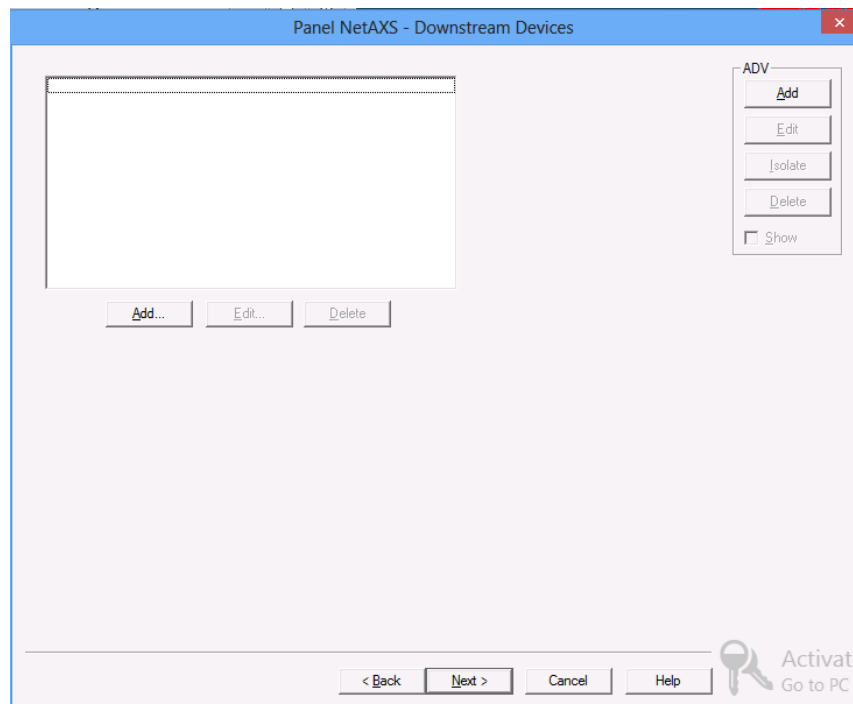 Panel NetAXS - Downstream Devices
ADV
Add
Edit
Isolate
Delete
Show
Add...
Edit...
Delete
< Back
Next >
Cancel
Help
Activat
Go to PC